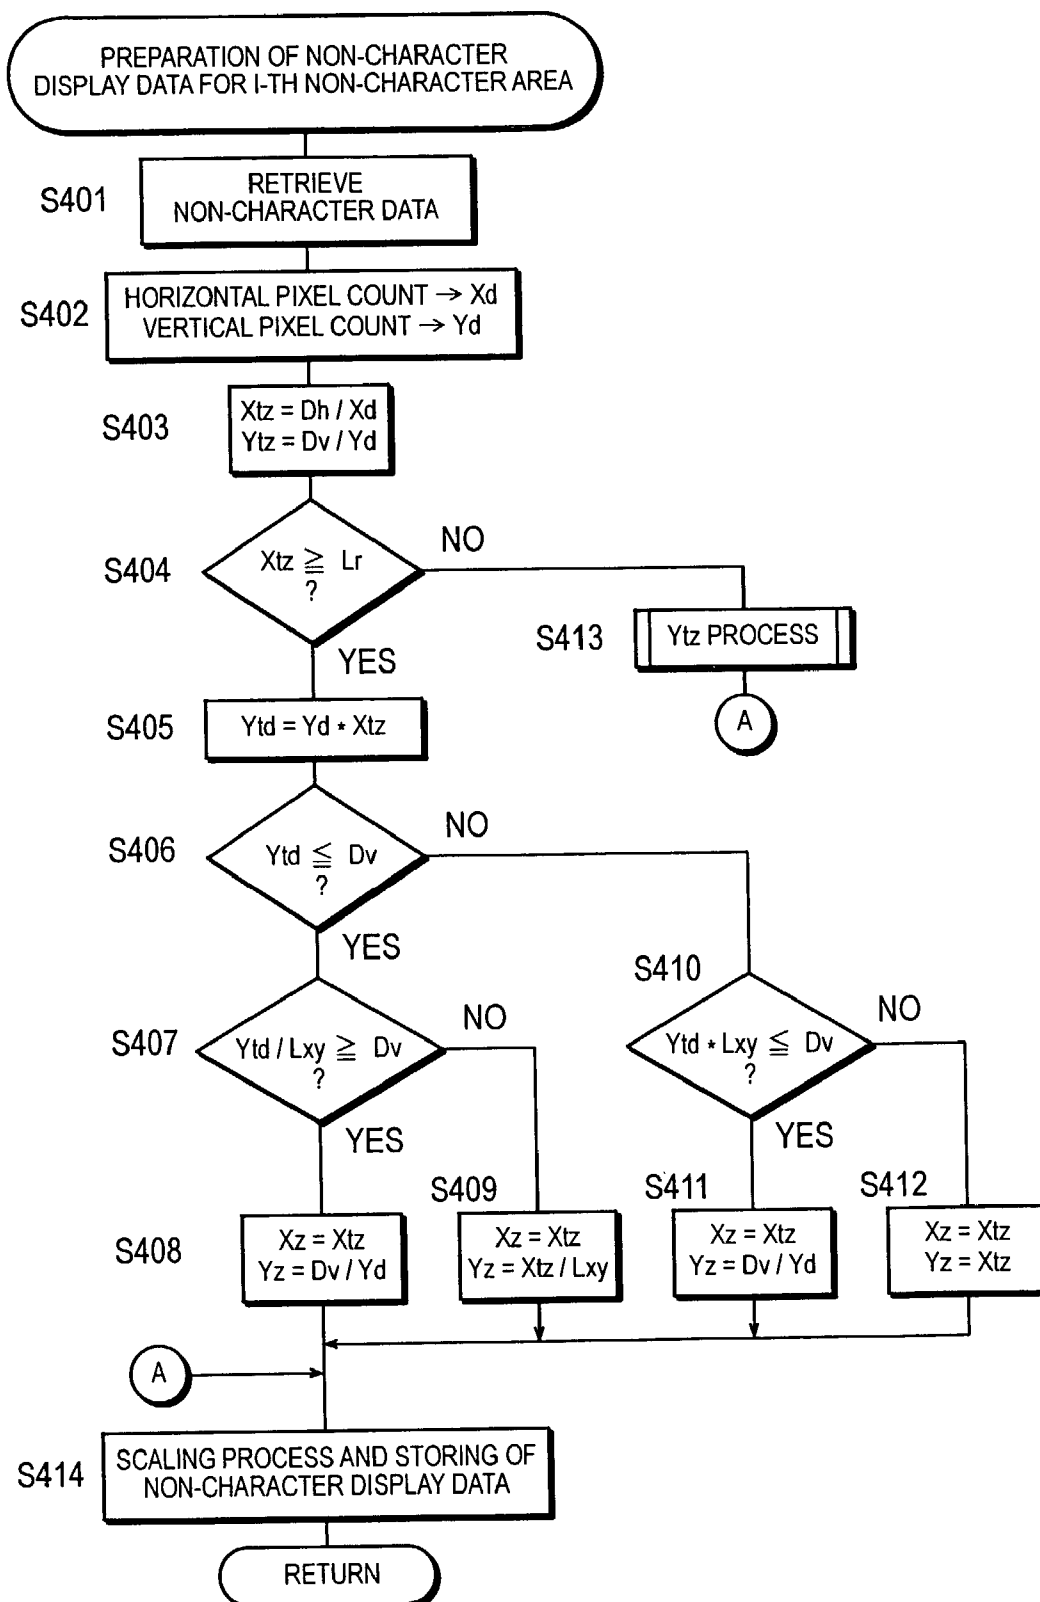 PREPARATION OF NON-CHARACTER
DISPLAY DATA FOR I-TH NON-CHARACTER AREA
S401
RETRIEVE
NON-CHARACTER DATA
S402
HORIZONTAL PIXEL COUNT → Xd
VERTICAL PIXEL COUNT → Yd
S403
Xtz = Dh / Xd
Ytz = Dv / Yd
S404
Xtz ≧ Lr
?
NO
YES
S413
Ytz PROCESS
A
S405
Ytd = Yd * Xtz
S406
Ytd ≦ Dv
?
NO
YES
S407
Ytd / Lxy ≧ Dv
?
NO
YES
S410
Ytd * Lxy ≦ Dv
?
NO
YES
S408
Xz = Xtz
Yz = Dv / Yd
S409
Xz = Xtz
Yz = Xtz / Lxy
S411
Xz = Xtz
Yz = Dv / Yd
S412
Xz = Xtz
Yz = Xtz
A
S414
SCALING PROCESS AND STORING OF
NON-CHARACTER DISPLAY DATA
RETURN